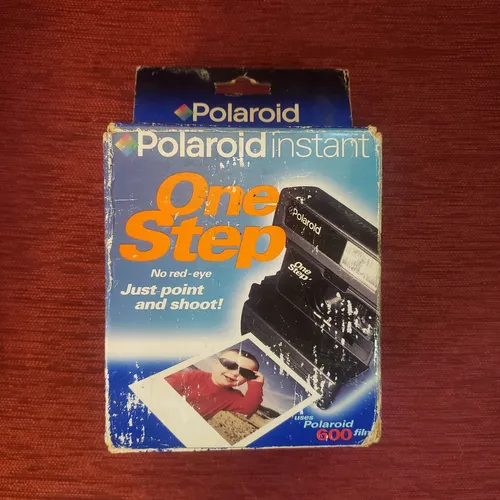 Polaroid
Polaroid instant
One
Step
No red-eye
Just point
and shoot!
Polaroid
One
Step
uses
Polaroid
600 film